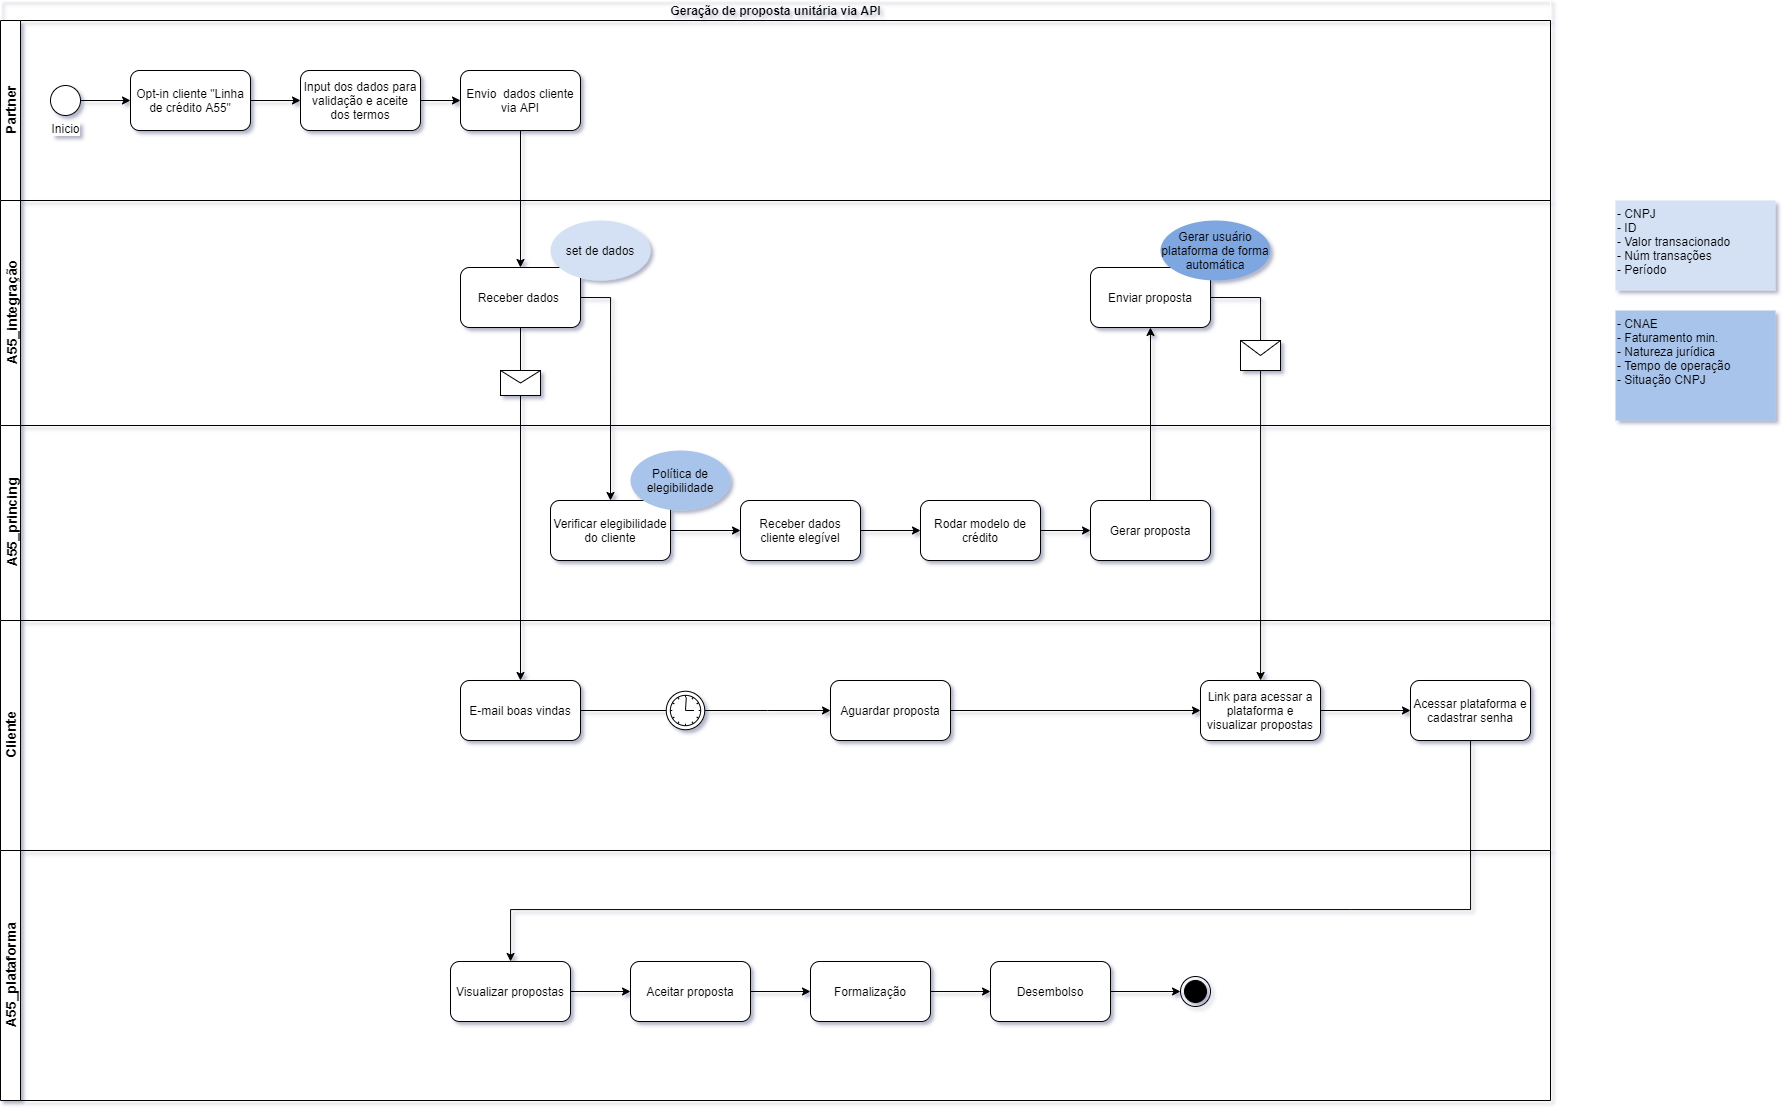 Geração de proposta unitária via API
Partner
Inicio
Opt-in cliente "Linha
de crédito A55"
Input dos dados para
validação e aceite
dos termos
Envio  dados cliente
via API
A55_integração
set de dados
Receber dados
Gerar usuário
plataforma de forma
automática
Enviar proposta
- CNPJ
- ID
- Valor transacionado
- Núm transações
- Período
- CNAE
- Faturamento min.
- Natureza jurídica
- Tempo de operação
- Situação CNPJ
A55_princing
Política de
elegibilidade
Verificar elegibilidade
do cliente
Receber dados
cliente elegível
Rodar modelo de
crédito
Gerar proposta
Cliente
E-mail boas vindas
Aguardar proposta
Link para acessar a
plataforma e
visualizar propostas
Acessar plataforma e
cadastrar senha
A55_plataforma
Visualizar propostas
Aceitar proposta
Formalização
Desembolso